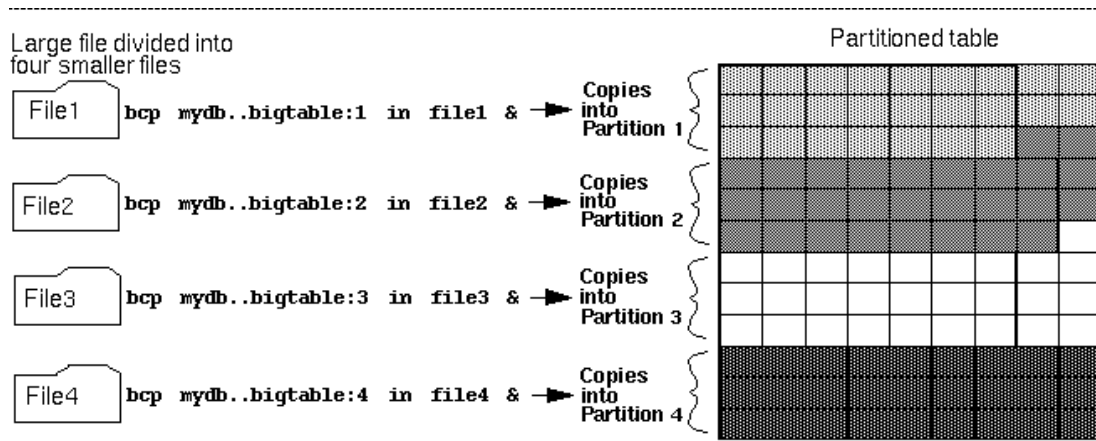 Large file divided into
four smaller files
Partitioned table
File1
bcp mydb..bigtable:1 in file1 &
Copies
into
Partition 1
File2
bcp mydb..bigtable:2 in file2 &
Copies
into
Partition 2
File3
bcp mydb..bigtable:3 in file3 &
Copies
into
Partition 3
File4
bcp mydb..bigtable:4 in file4 &
Copies
into
Partition 4